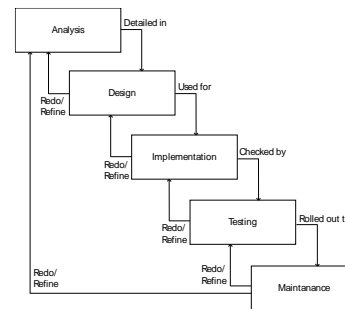 Analysis
Detailed in
Design
Used for
Redo/
Refine
Implementation
Checked by
Redo/
Refine
Testing
Rolled out t
Redo/
Refine
Redo/
Refine
Redo/
Refine
Maintanance